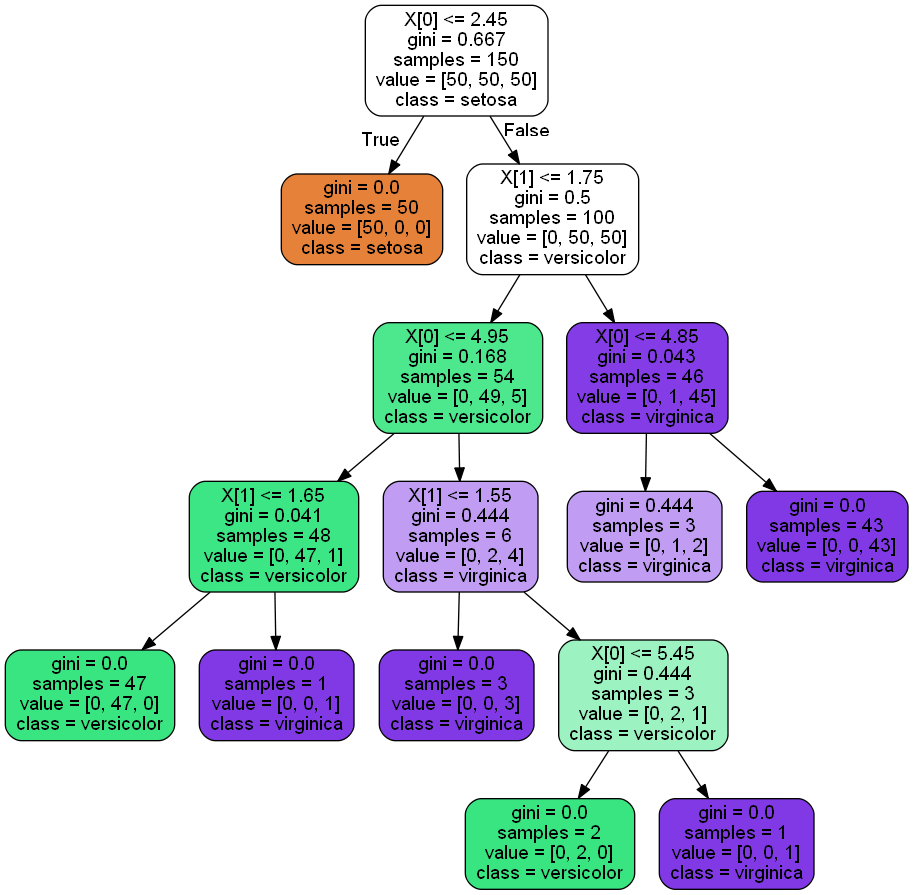 X[0] <= 2.45
gini = 0.667
samples = 150
value = [50, 50, 50]
class = setosa
True
False
gini = 0.0
samples = 50
value = [50, 0, 0]
class = setosa
X[1] <= 1.75
gini = 0.5
samples = 100
value = [0, 50, 50]
class = versicolor
X[0] <= 4.95
gini = 0.168
samples = 54
value = [0, 49, 5]
class = versicolor
X[0] <= 4.85
gini = 0.043
samples = 46
value = [0, 1, 45]
class = virginica
X[1] <= 1.65
gini = 0.041
samples = 48
value = [0, 47, 1]
class = versicolor
X[1] <= 1.55
gini = 0.444
samples = 6
value = [0, 2, 4]
class = virginica
gini = 0.444
samples = 3
value = [0, 1, 2]
class = virginica
gini = 0.0
samples = 43
value = [0, 0, 43]
class = virginica
gini = 0.0
samples = 47
value = [0, 47, 0]
class = versicolor
gini = 0.0
samples = 1
value = [0, 0, 1]
class = virginica
gini = 0.0
samples = 3
value = [0, 0, 3]
class = virginica
X[0] <= 5.45
gini = 0.444
samples = 3
value = [0, 2, 1]
class = versicolor
gini = 0.0
samples = 2
value = [0, 2, 0]
class = versicolor
gini = 0.0
samples = 1
value = [0, 0, 1]
class = virginica